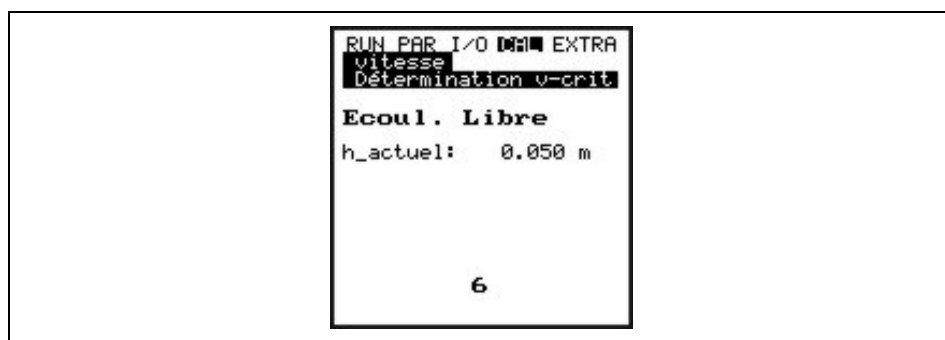 RUN PAR I/O CAL EXTRA
vitesse
Détermination v-crit
Ecoul. Libre
h_actuel: 0.050 m
6